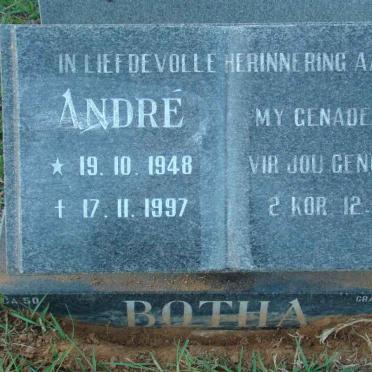 IN LIEFDEVOLLE HERINNERING A
ANDRÉ
★ 19. 10. 1948
† 17. 11. 1997
MY GENADE
VIR JOU GEN
2 KOR. 12.
BOTHA